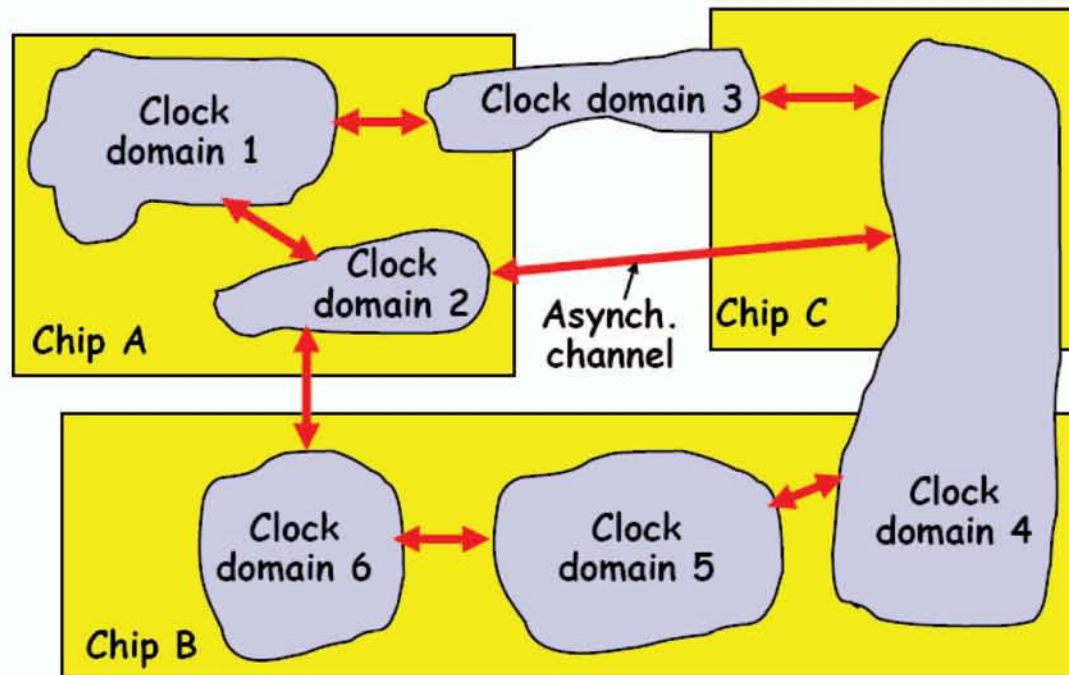 Clock
domain 1
Clock domain 3
Clock
domain 2
Asynch.
channel
Chip A
Chip C
Clock
domain 4
Clock
domain 5
Clock
domain 6
Chip B